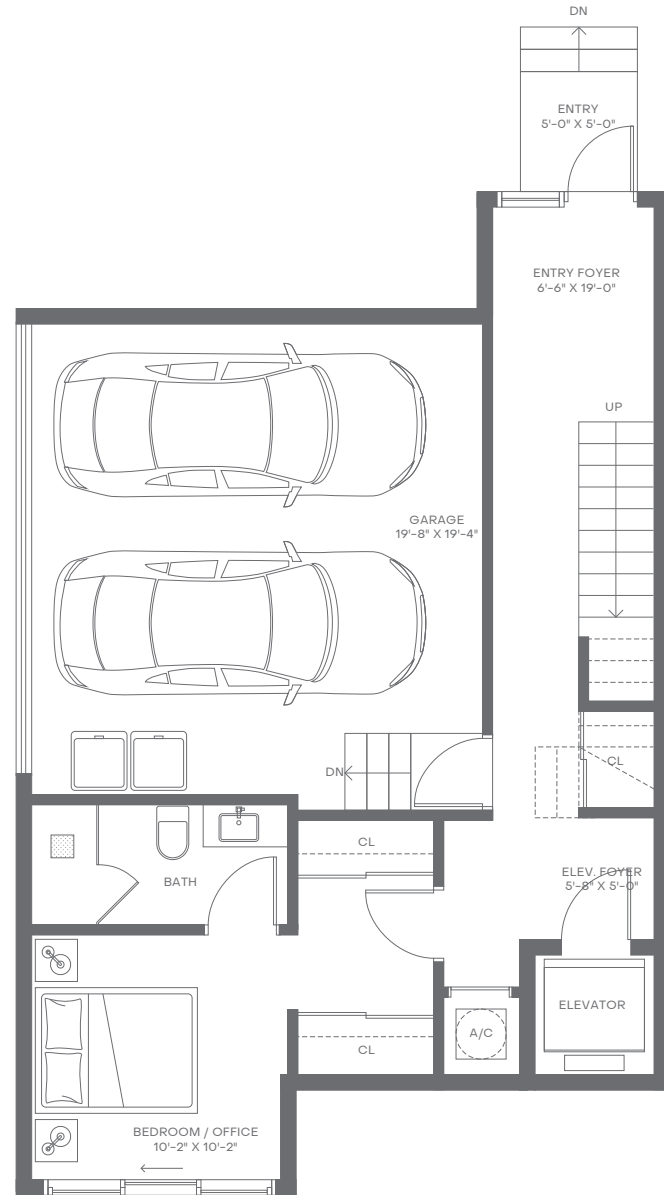 DN
ENTRY
5'-0" X 5'-0"
ENTRY FOYER
6'-6" X 19'-0"
UP
GARAGE
19'-8" X 19'-4"
CL
DN
CL
ELEV. FOYER
5'-8" X 5'-0"
BATH
ELEVATOR
A/C
CL
BEDROOM / OFFICE
10'-2" X 10'-2"